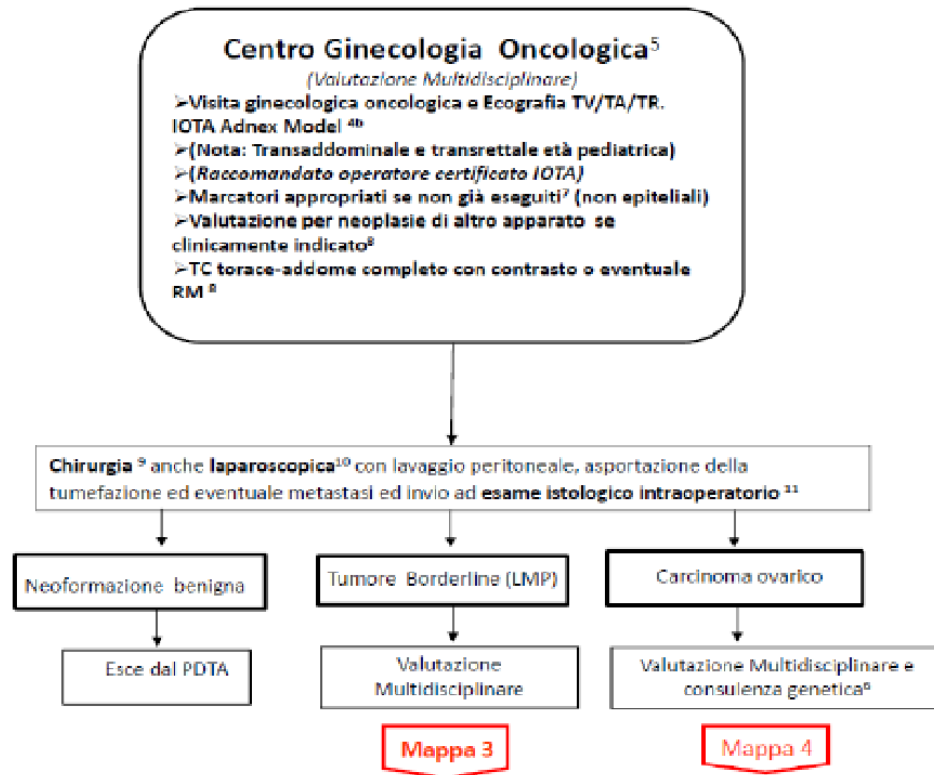 Centro Ginecologia Oncologica⁵
(Valutazione Multidisciplinare)
➢Visita ginecologica oncologica e Ecografia TV/TA/TR.
IOTA Adnex Model ⁴ᵇ
➢(Nota: Transaddominale e transrettale età pediatrica)
➢(Raccomandato operatore certificato IOTA)
➢Marcatori appropriati se non già eseguiti⁷ (non epiteliali)
➢Valutazione per neoplasie di altro apparato se
clinicamente indicato⁸
➢TC torace-addome completo con contrasto o eventuale
RM ⁸
Chirurgia ⁹ anche laparoscopica¹⁰ con lavaggio peritoneale, asportazione della
tumefazione ed eventuale metastasi ed invio ad esame istologico intraoperatorio ¹¹
Neoformazione benigna
Tumore Borderline (LMP)
Carcinoma ovarico
Esce dal PDTA
Valutazione
Multidisciplinare
Valutazione Multidisciplinare e
consulenza genetica⁶
Mappa 3
Mappa 4